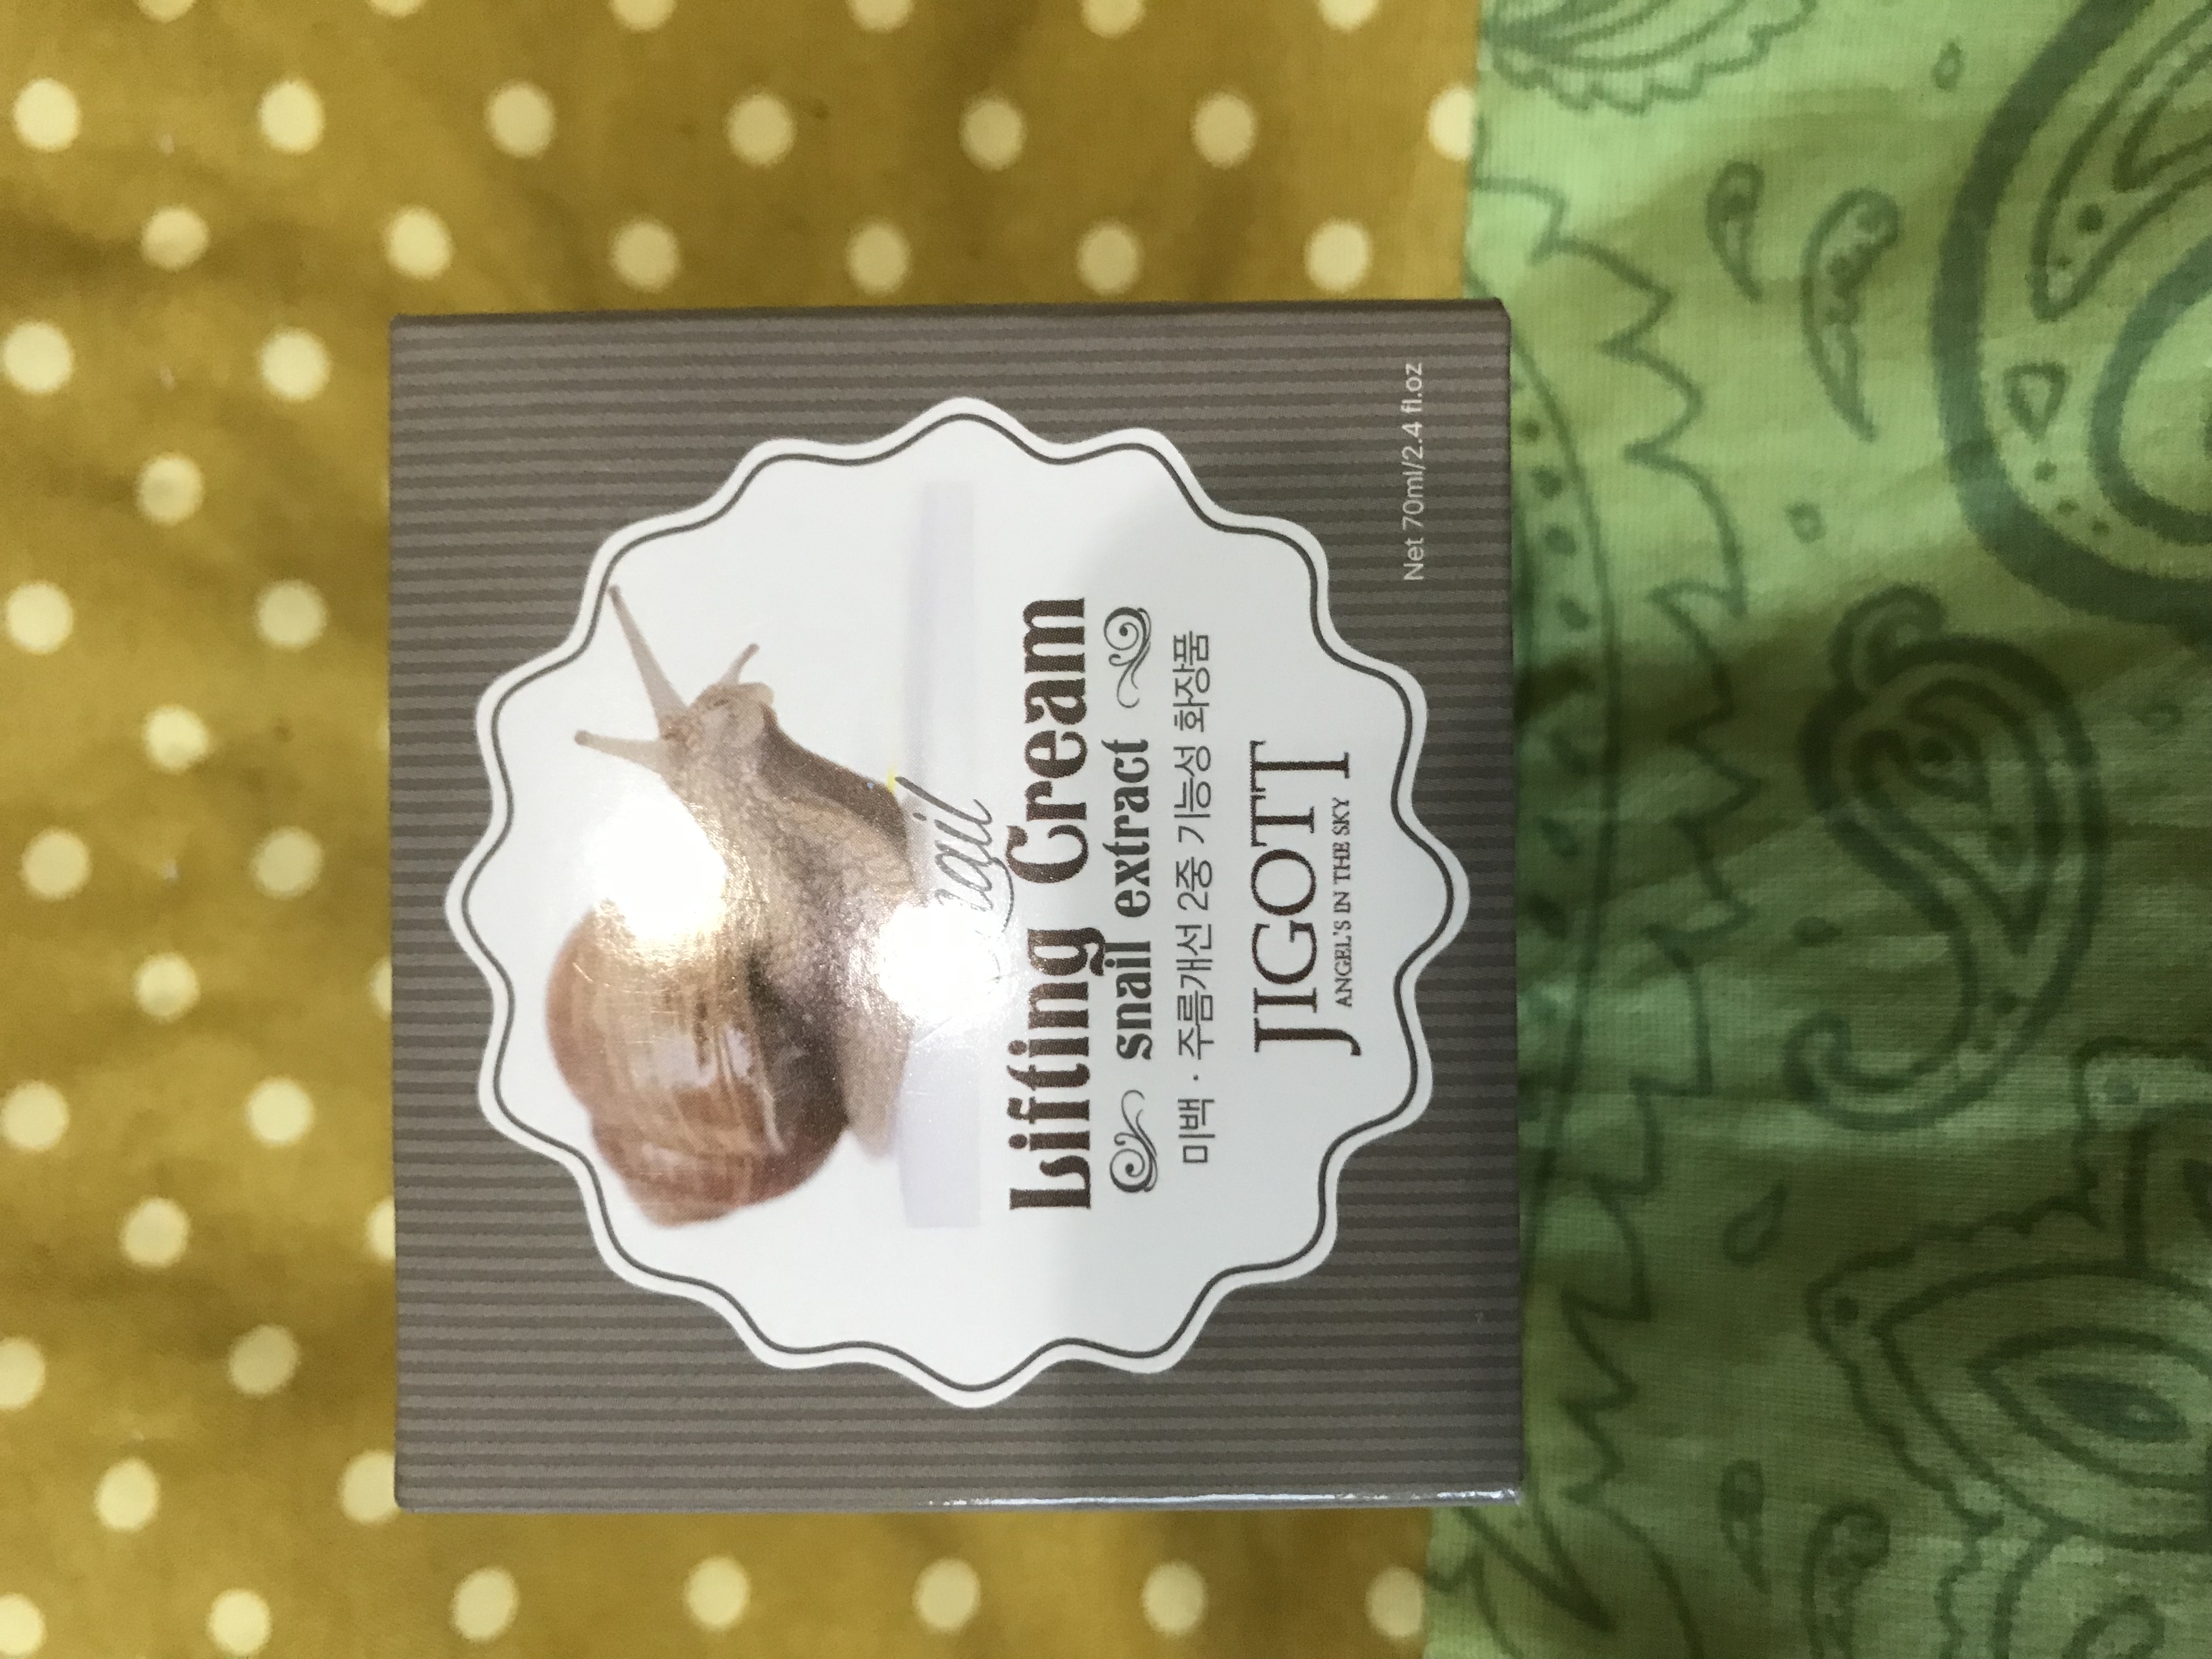 Lifting Cream
snail extract
미백 · 주름개선 2중 기능성 화장품
JIGOTT
ANGEL'S IN THE SKY
Net 70ml/2.4 fl.oz